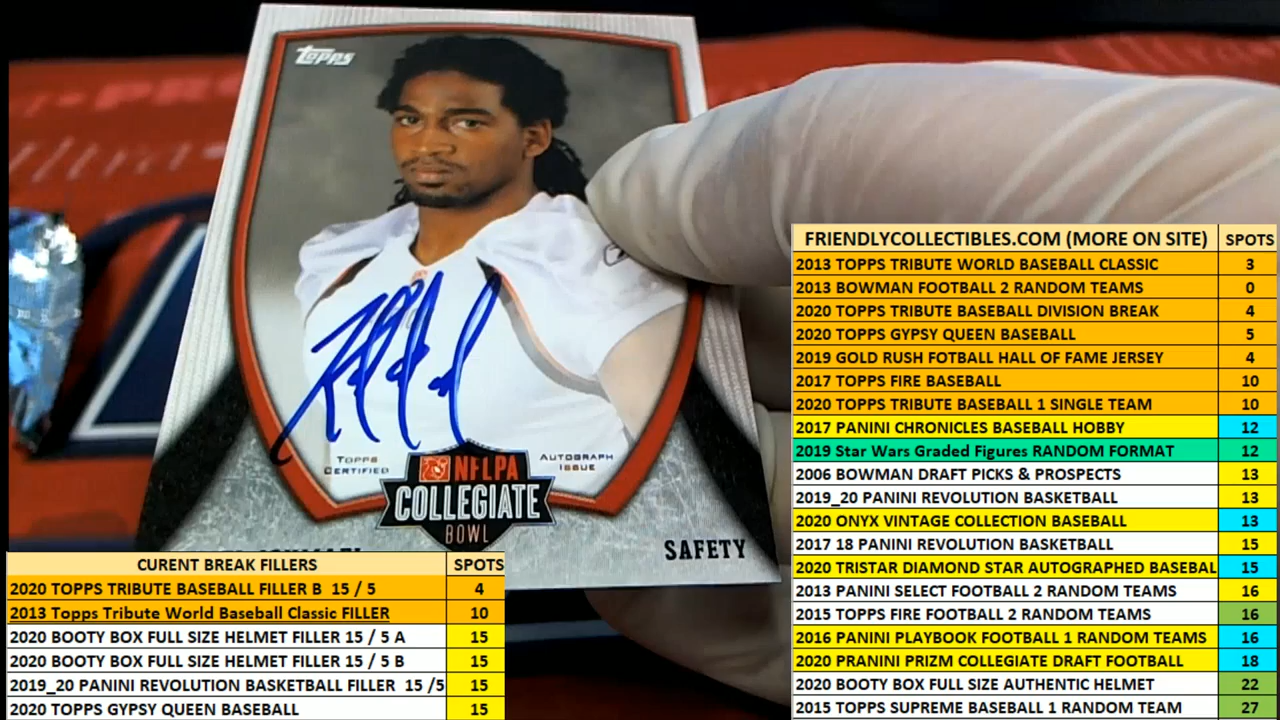 topps
TOPPS CERTIFIED
AUTOGRAPH ISSUE
NFLPA
COLLEGIATE
BOWL
SAFETY
FRIENDLYCOLLECTIBLES.COM (MORE ON SITE) SPOTS
2013 TOPPS TRIBUTE WORLD BASEBALL CLASSIC 3
2013 BOWMAN FOOTBALL 2 RANDOM TEAMS 0
2020 TOPPS TRIBUTE BASEBALL DIVISION BREAK 4
2020 TOPPS GYPSY QUEEN BASEBALL 5
2019 GOLD RUSH FOTBALL HALL OF FAME JERSEY 4
2017 TOPPS FIRE BASEBALL 10
2020 TOPPS TRIBUTE BASEBALL 1 SINGLE TEAM 10
2017 PANINI CHRONICLES BASEBALL HOBBY 12
2019 Star Wars Graded Figures RANDOM FORMAT 12
2006 BOWMAN DRAFT PICKS & PROSPECTS 13
2019_20 PANINI REVOLUTION BASKETBALL 13
2020 ONYX VINTAGE COLLECTION BASEBALL 13
2017 18 PANINI REVOLUTION BASKETBALL 15
2020 TRISTAR DIAMOND STAR AUTOGRAPHED BASEBAL 15
2013 PANINI SELECT FOOTBALL 2 RANDOM TEAMS 16
2015 TOPPS FIRE FOOTBALL 2 RANDOM TEAMS 16
2016 PANINI PLAYBOOK FOOTBALL 1 RANDOM TEAMS 16
2020 PRANINI PRIZM COLLEGIATE DRAFT FOOTBALL 18
2020 BOOTY BOX FULL SIZE AUTHENTIC HELMET 22
2015 TOPPS SUPREME BASEBALL 1 RANDOM TEAM 27
CURENT BREAK FILLERS SPOTS
2020 TOPPS TRIBUTE BASEBALL FILLER B 15 / 5 4
2013 Topps Tribute World Baseball Classic FILLER 10
2020 BOOTY BOX FULL SIZE HELMET FILLER 15 / 5 A 15
2020 BOOTY BOX FULL SIZE HELMET FILLER 15 / 5 B 15
2019_20 PANINI REVOLUTION BASKETBALL FILLER 15 /5 15
2020 TOPPS GYPSY QUEEN BASEBALL 15